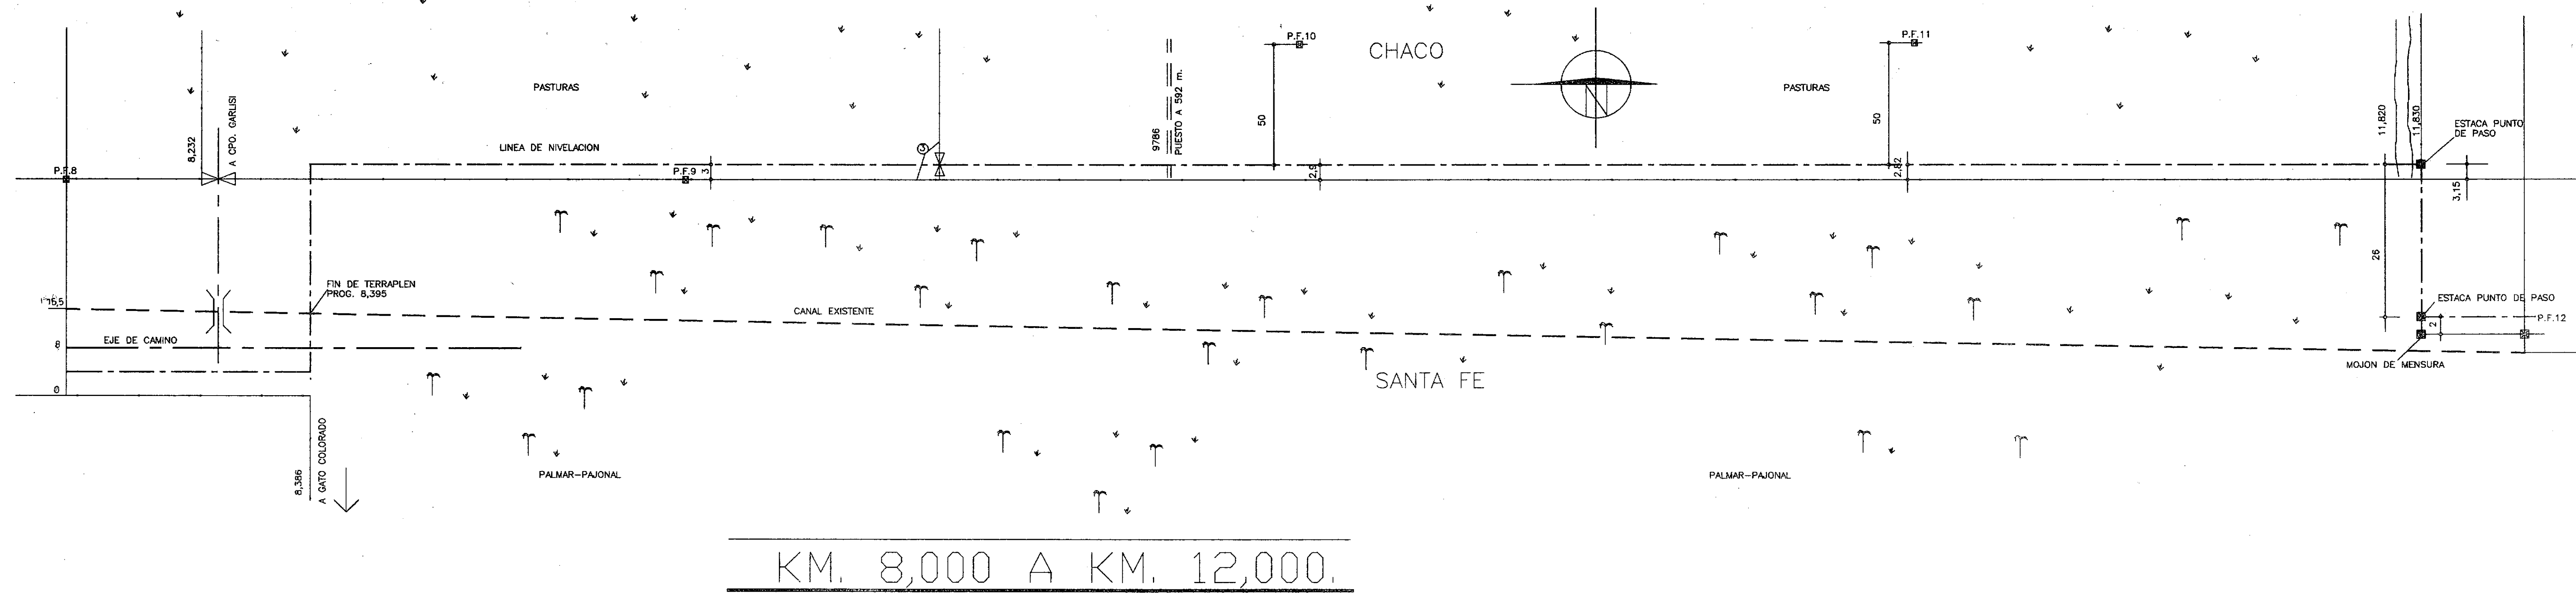 P.F.10
P.F.11
CHACO
PASTURAS
PASTURAS
8,232
A CPO. GARLISI
9786
PUESTO A 592 m.
50
50
11,820
11,830
ESTACA PUNTO
DE PASO
LINEA DE NIVELACION
3
P.F.8
P.F.9
3
2,9
2,82
3,15
N
26
FIN DE TERRAPLEN
PROG. 8,395
16,5
CANAL EXISTENTE
ESTACA PUNTO DE PASO
2
P.F.12
EJE DE CAMINO
8
0
MOJON DE MENSURA
SANTA FE
8,386
A GATO COLORADO
PALMAR-PAJONAL
PALMAR-PAJONAL
KM. 8,000 A KM. 12,000.